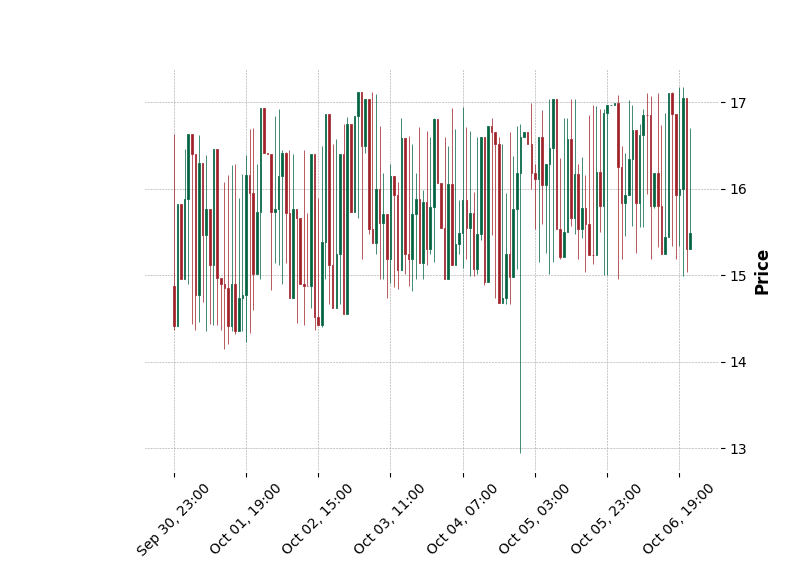 17
16
15
14
13
Price
Sep 30, 23:00
Oct 01, 19:00
Oct 02, 15:00
Oct 03, 11:00
Oct 04, 07:00
Oct 05, 03:00
Oct 05, 23:00
Oct 06, 19:00